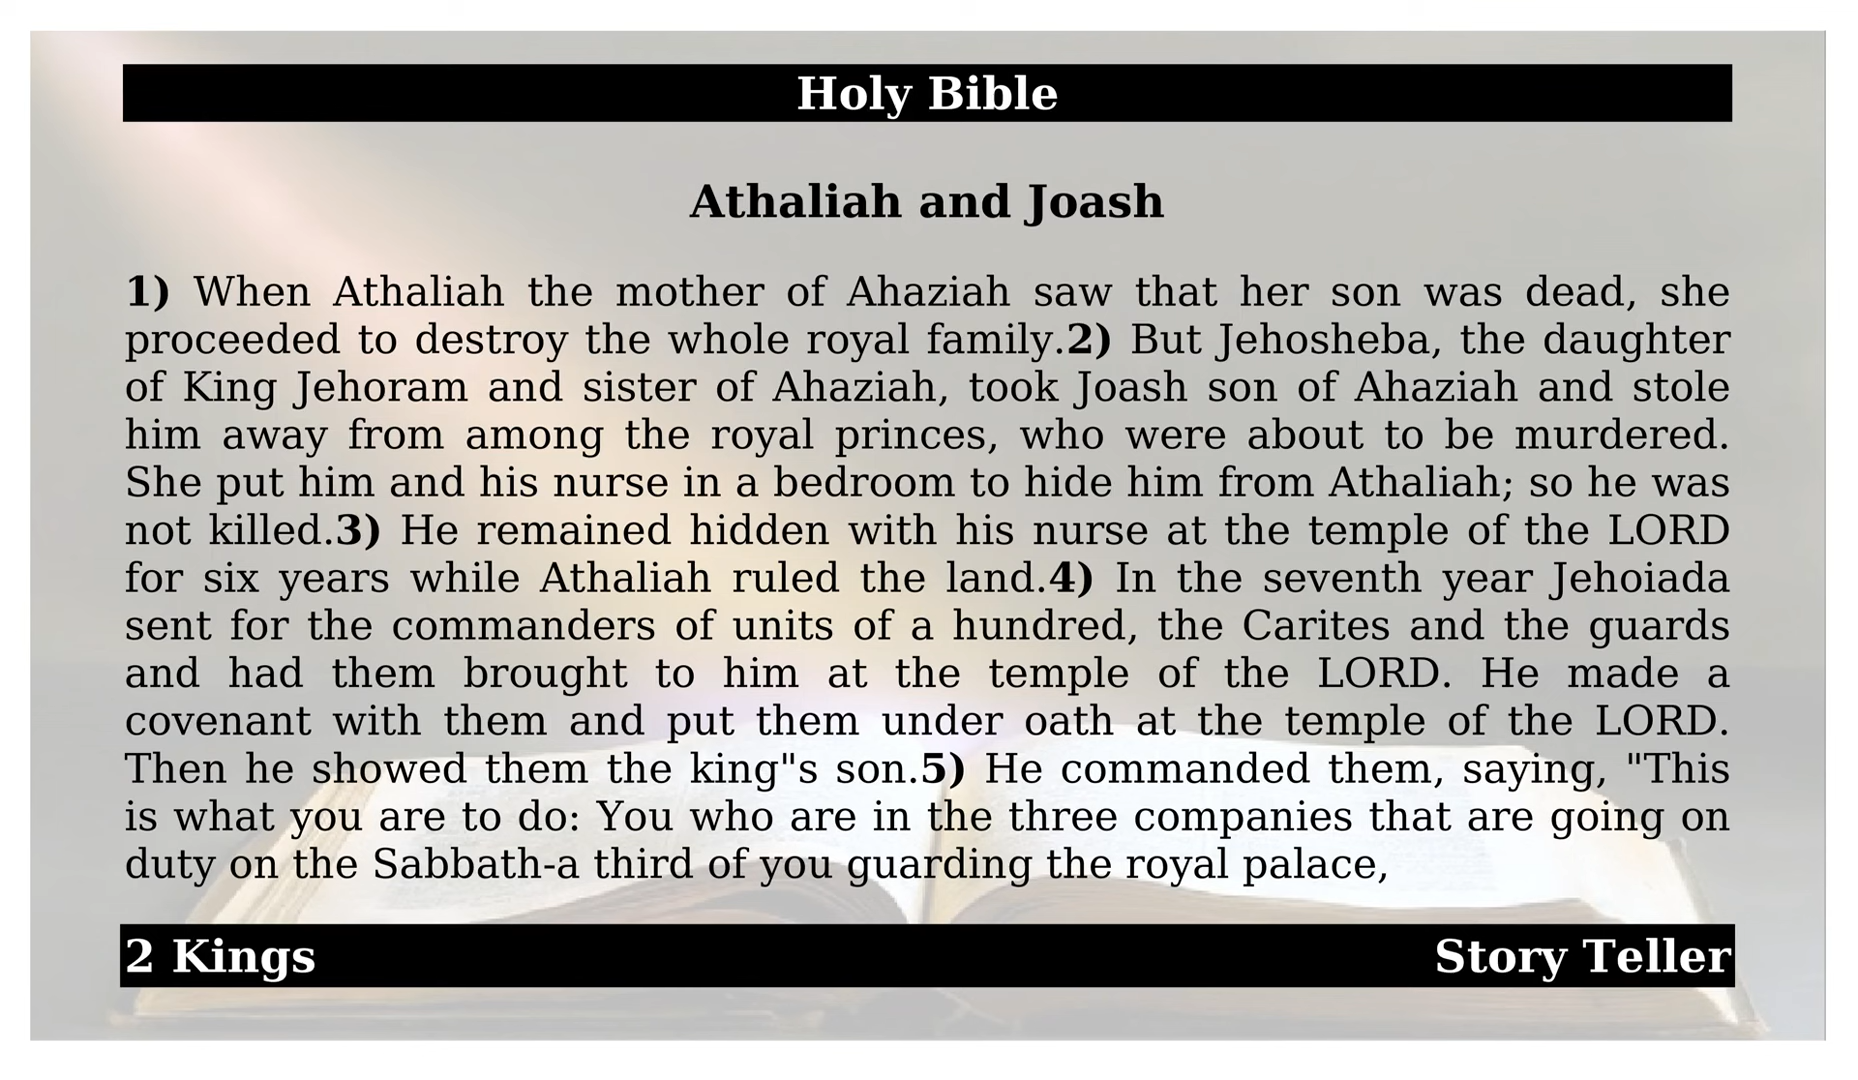 Holy Bible
Athaliah and Joash
1) When Athaliah the mother of Ahaziah saw that her son was dead, she
proceeded to destroy the whole royal family.2) But Jehosheba, the daughter
of King Jehoram and sister of Ahaziah, took Joash son of Ahaziah and stole
him away from among the royal princes, who were about to be murdered.
She put him and his nurse in a bedroom to hide him from Athaliah; so he was
not killed.3) He remained hidden with his nurse at the temple of the LORD
for six years while Athaliah ruled the land.4) In the seventh year Jehoiada
sent for the commanders of units of a hundred, the Carites and the guards
and had them brought to him at the temple of the LORD. He made a
covenant with them and put them under oath at the temple of the LORD.
Then he showed them the king"s son.5) He commanded them, saying, "This
is what you are to do: You who are in the three companies that are going on
duty on the Sabbath-a third of you guarding the royal palace,
2 Kings
Story Teller